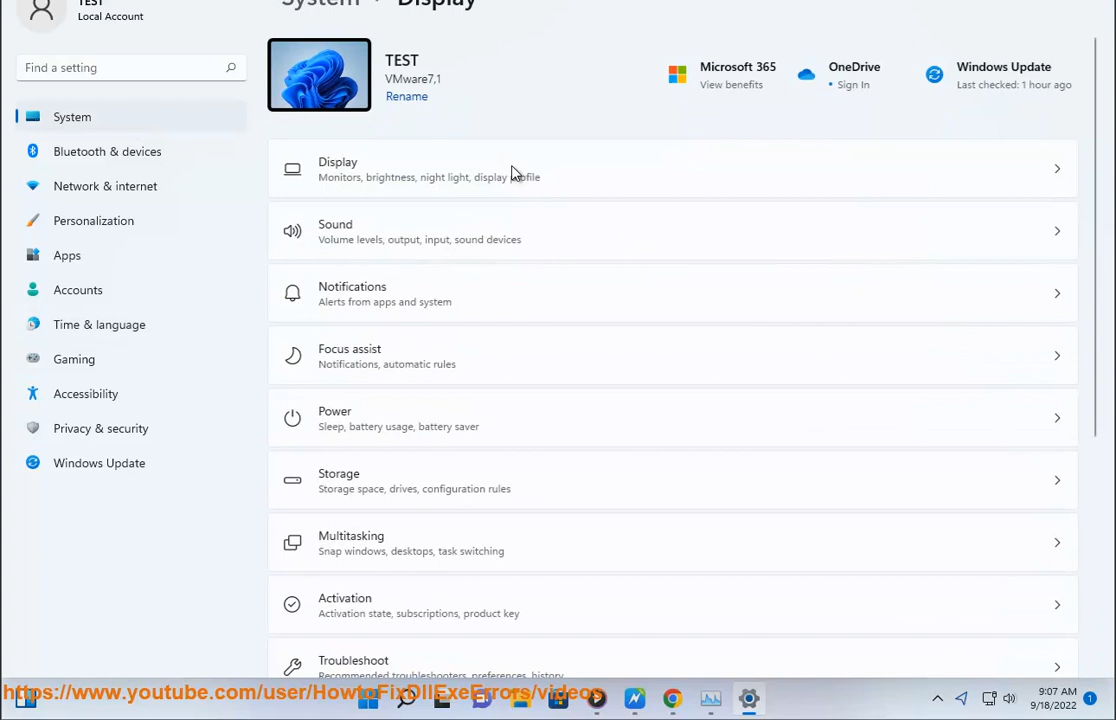 TEST
Local Account
System > Display
Find a setting
TEST
VMware7,1
Rename
Microsoft 365
View benefits
OneDrive
• Sign In
Windows Update
Last checked: 1 hour ago
System
Bluetooth & devices
Network & internet
Personalization
Apps
Accounts
Time & language
Gaming
Accessibility
Privacy & security
Windows Update
Display
Monitors, brightness, night light, display profile
Sound
Volume levels, output, input, sound devices
Notifications
Alerts from apps and system
Focus assist
Notifications, automatic rules
Power
Sleep, battery usage, battery saver
Storage
Storage space, drives, configuration rules
Multitasking
Snap windows, desktops, task switching
Activation
Activation state, subscriptions, product key
Troubleshoot
Recommended troubleshooters, preferences, history
https://www.youtube.com/user/HowtoFixDllExeErrors/videos
9:07 AM
9/18/2022
1